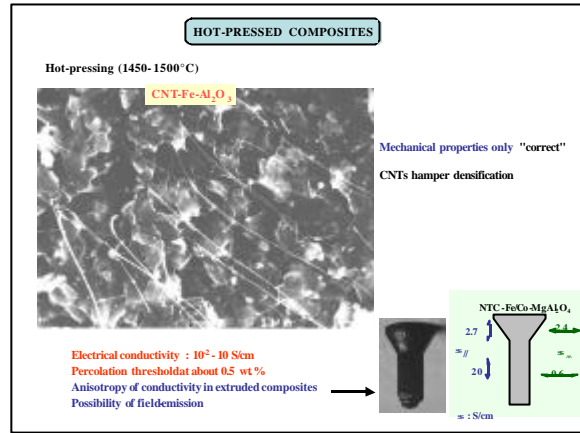 HOT-PRESSED COMPOSITES
Hot-pressing (1450-1500°C)
CNT-Fe-Al2O3
Mechanical properties only "correct"
CNTs hamper densification
NTC-Fe/Co-MgAl2O4
2.7
2.4
≈//
≈
20
0.6
≈ : S/cm
Electrical conductivity : 10-2 - 10 S/cm
Percolation thresholdat about 0.5 wt.%
Anisotropy of conductivity in extruded composites
Possibility of fieldemission